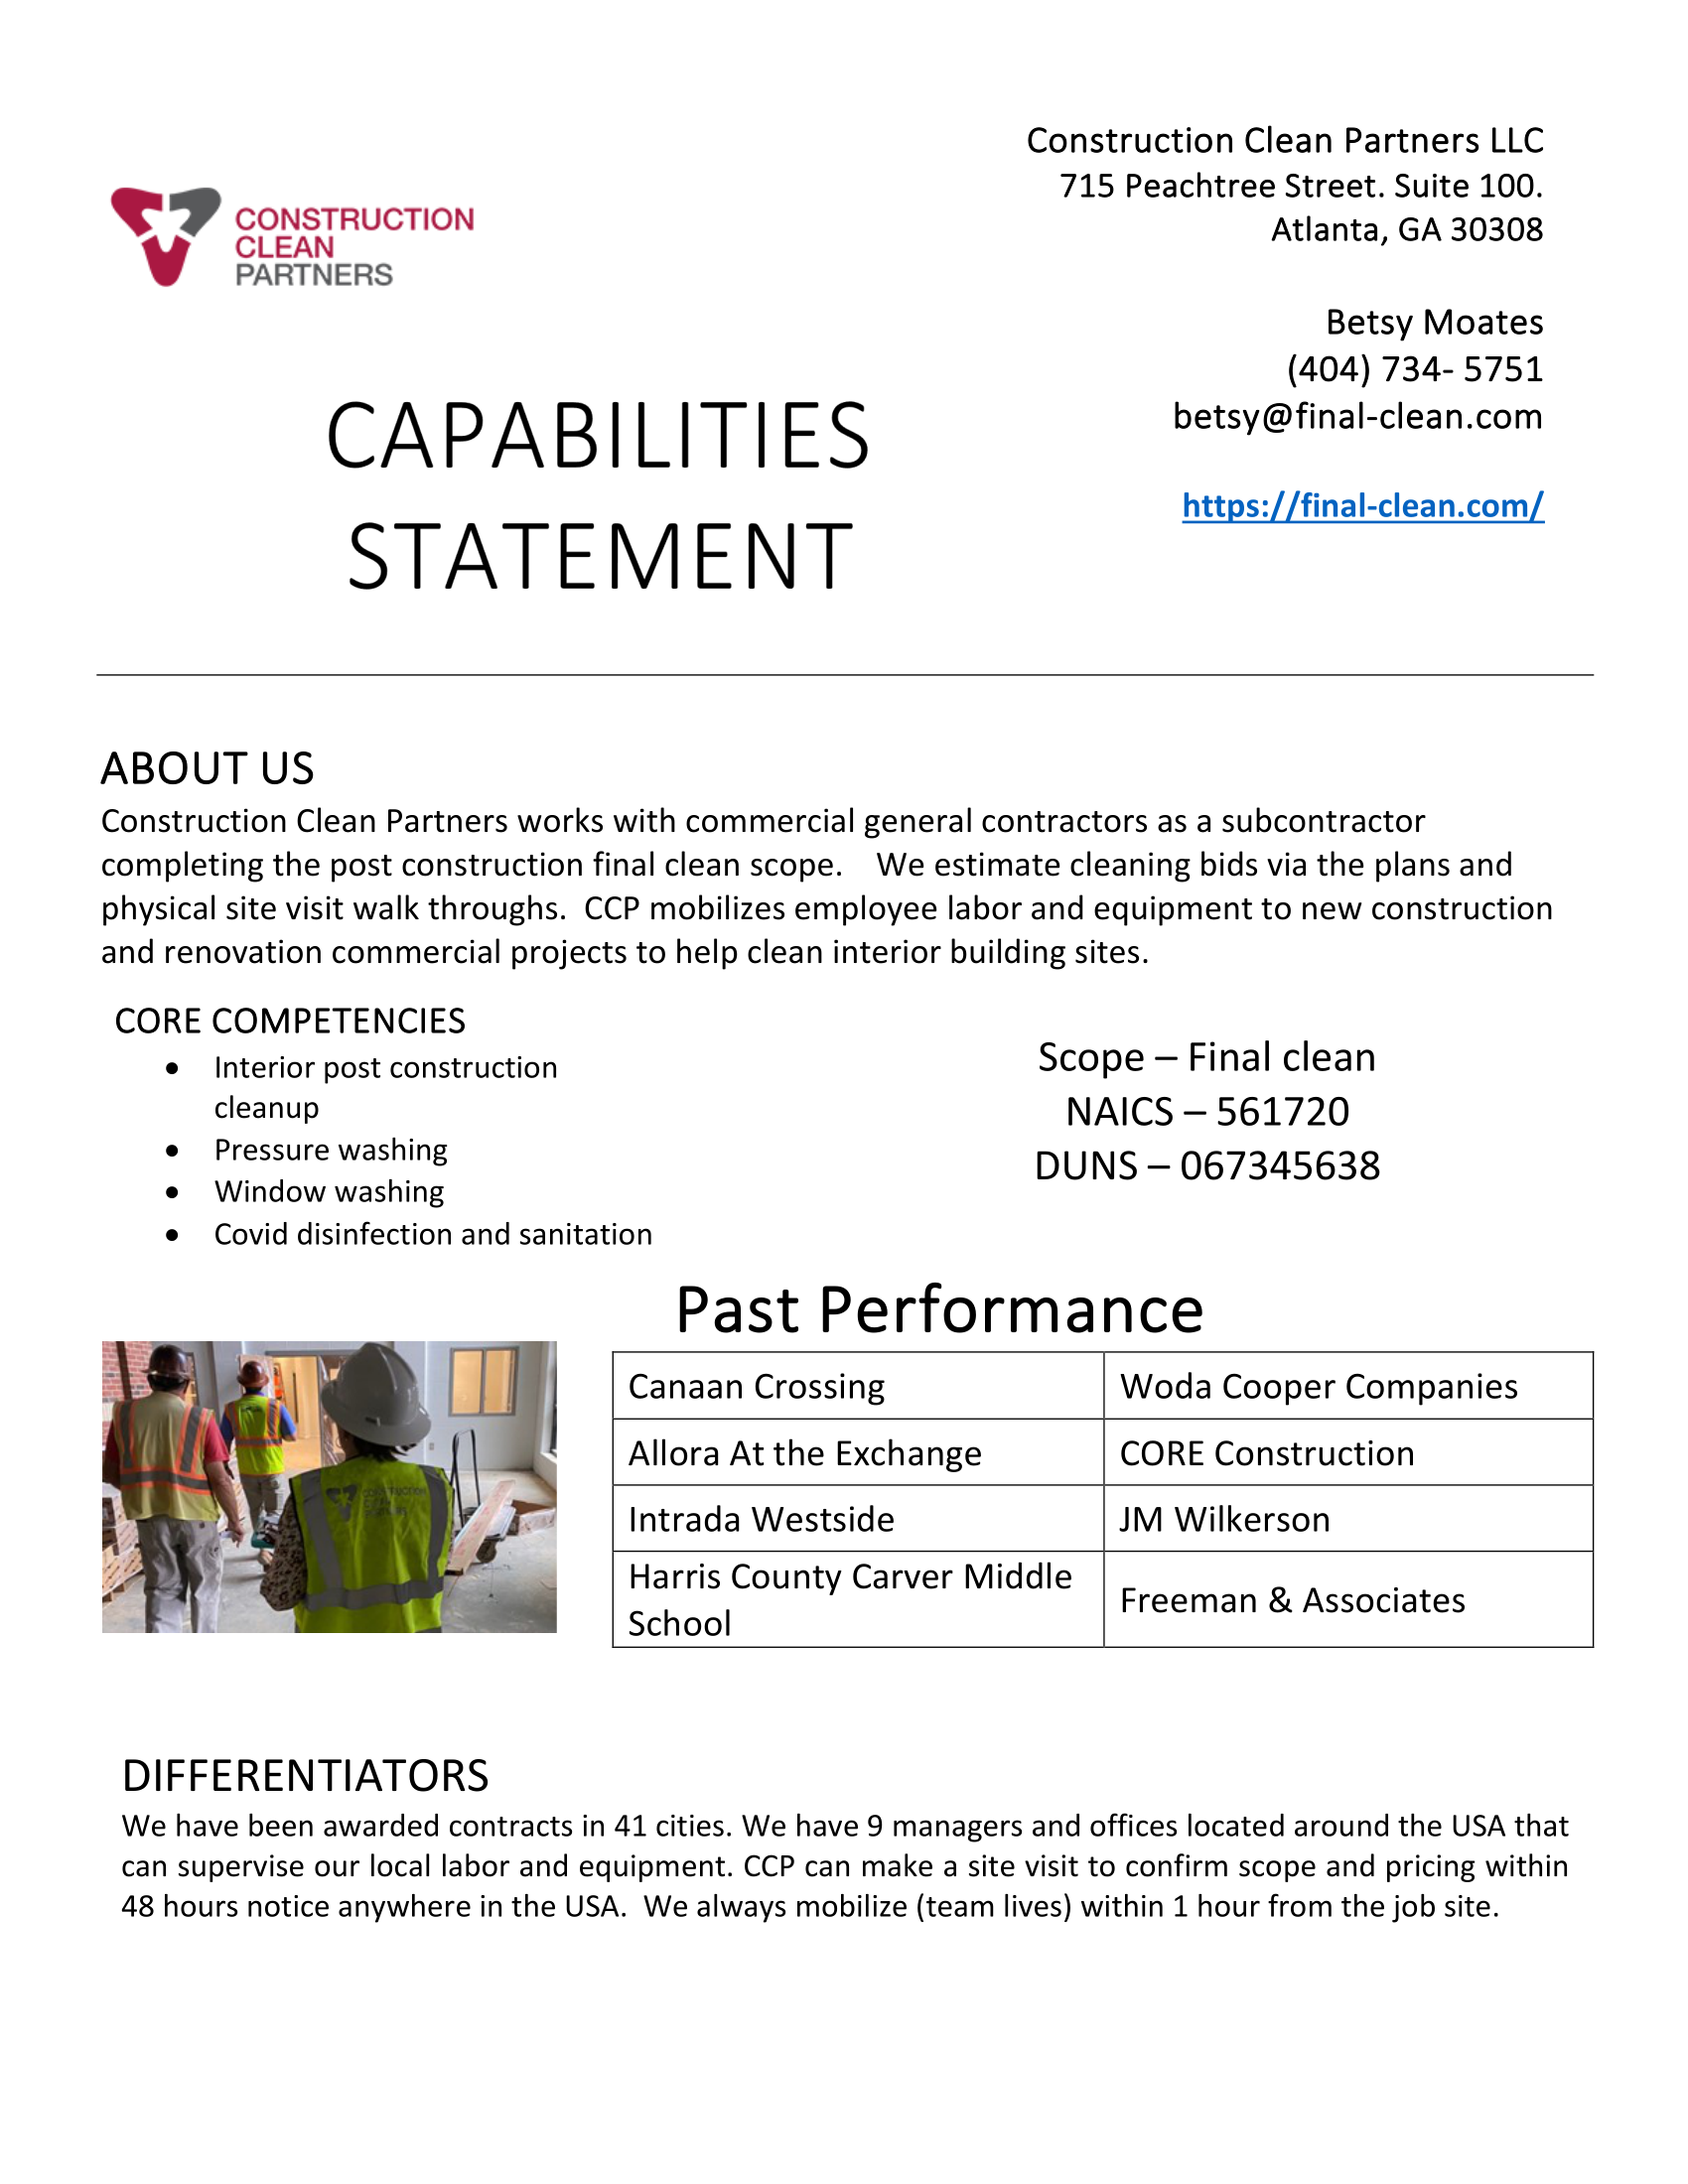 CONSTRUCTION
CLEAN
PARTNERS
Construction Clean Partners LLC
715 Peachtree Street. Suite 100.
Atlanta, GA 30308
Betsy Moates
(404) 734- 5751
betsy@final-clean.com
https://final-clean.com/
CAPABILITIES
STATEMENT
ABOUT US
Construction Clean Partners works with commercial general contractors as a subcontractor
completing the post construction final clean scope.    We estimate cleaning bids via the plans and
physical site visit walk throughs.  CCP mobilizes employee labor and equipment to new construction
and renovation commercial projects to help clean interior building sites.
CORE COMPETENCIES
• Interior post construction
cleanup
• Pressure washing
• Window washing
• Covid disinfection and sanitation
Scope – Final clean
NAICS – 561720
DUNS – 067345638
Past Performance
Canaan Crossing
Woda Cooper Companies
Allora At the Exchange
CORE Construction
Intrada Westside
JM Wilkerson
Harris County Carver Middle
School
Freeman & Associates
CONSTRUCTION
DIFFERENTIATORS
We have been awarded contracts in 41 cities. We have 9 managers and offices located around the USA that
can supervise our local labor and equipment. CCP can make a site visit to confirm scope and pricing within
48 hours notice anywhere in the USA.  We always mobilize (team lives) within 1 hour from the job site.